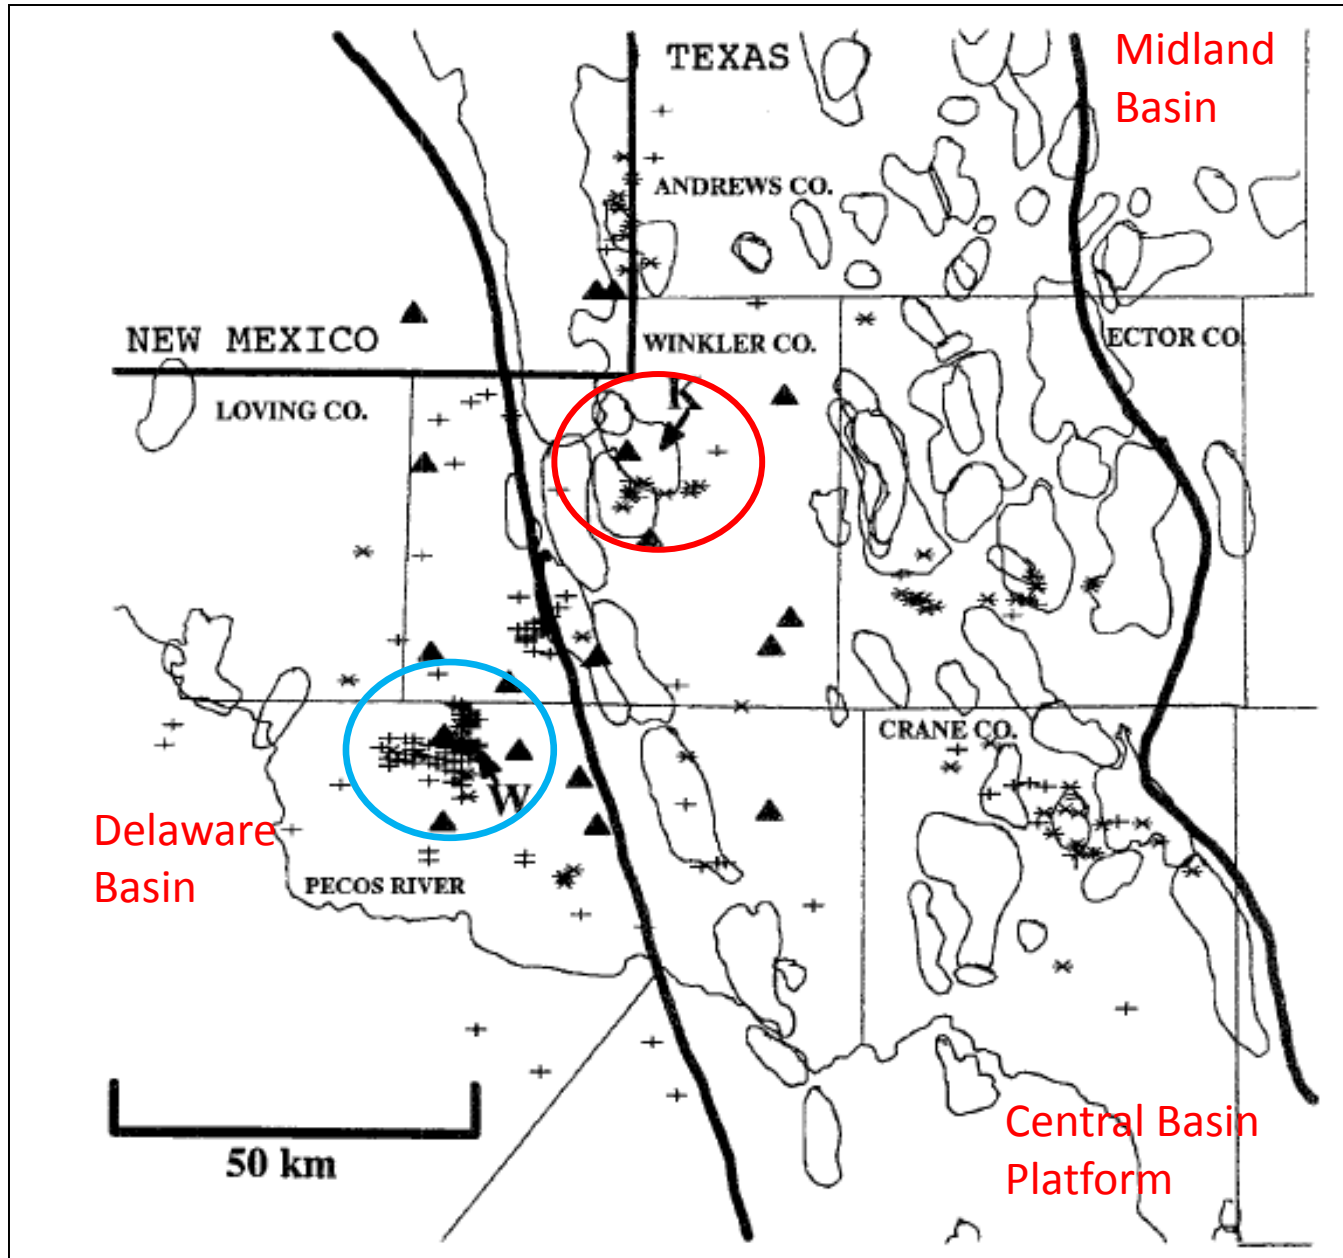 TEXAS
Midland
Basin
ANDREWS CO.
NEW MEXICO
WINKLER CO.
ECTOR CO
LOVING CO.
K
CRANE CO.
W
Delaware
Basin
PECOS RIVER
Central Basin
Platform
50 km